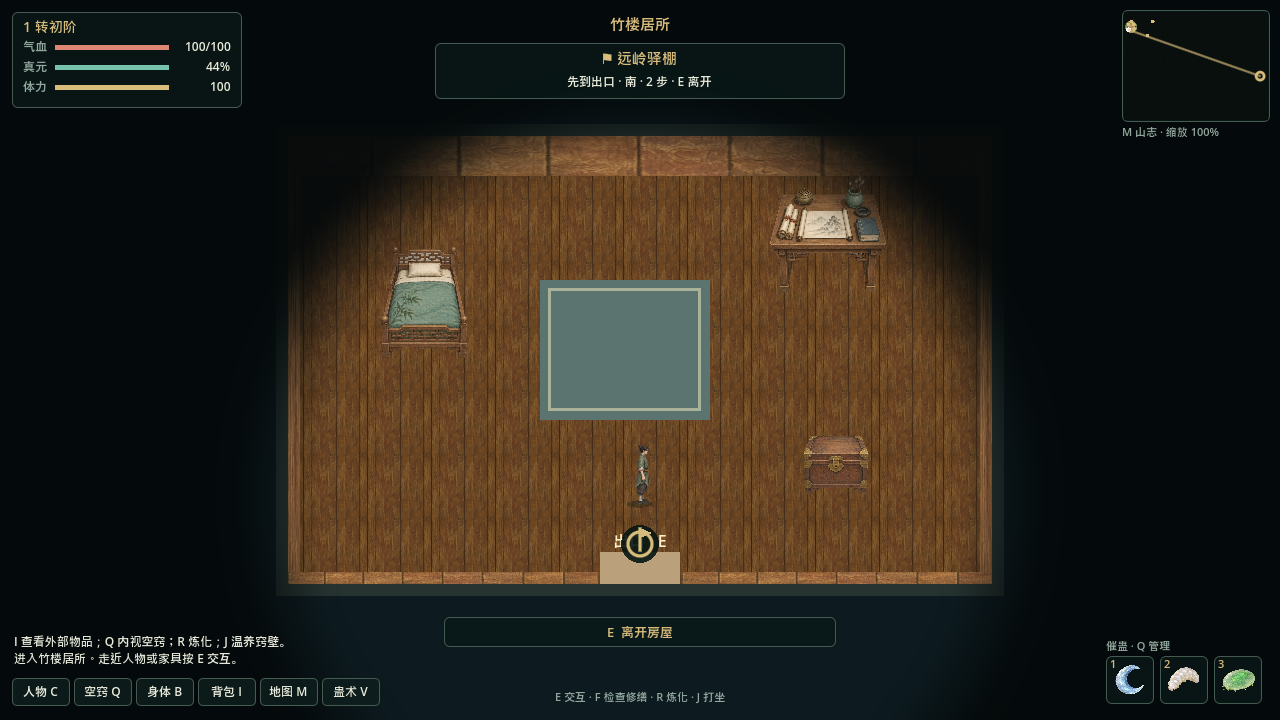 1 转初阶
气血 100/100
真元 44%
体力 100
竹楼居所
⚑ 远岭驿棚
先到出口 · 南 · 2 步 · E 离开
M 山志 · 缩放 100%
E
E 离开房屋
I 查看外部物品；Q 内视空窍；R 炼化；J 温养窍壁。
进入竹楼居所。走近人物或家具按 E 交互。
人物 C
空窍 Q
身体 B
背包 I
地图 M
蛊术 V
E 交互 · F 检查修缮 · R 炼化 · J 打坐
催蛊 · Q 管理
1
2
3